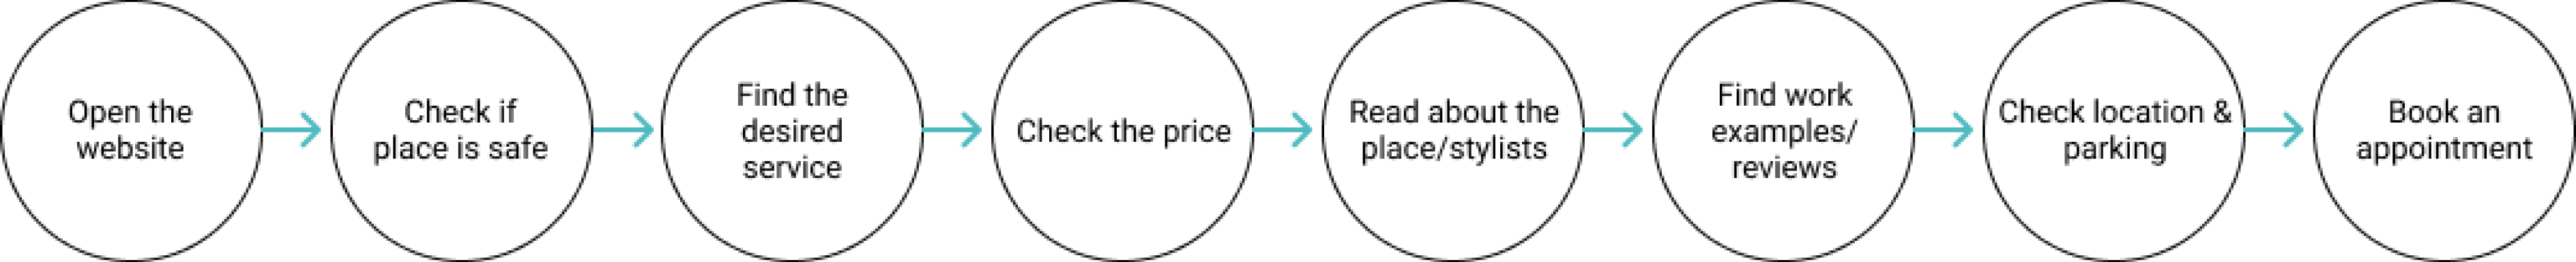 Open the
website
Check if
place is safe
Find the
desired
service
Check the price
Read about the
place/stylists
Find work
examples/
reviews
Check location &
parking
Book an
appointment